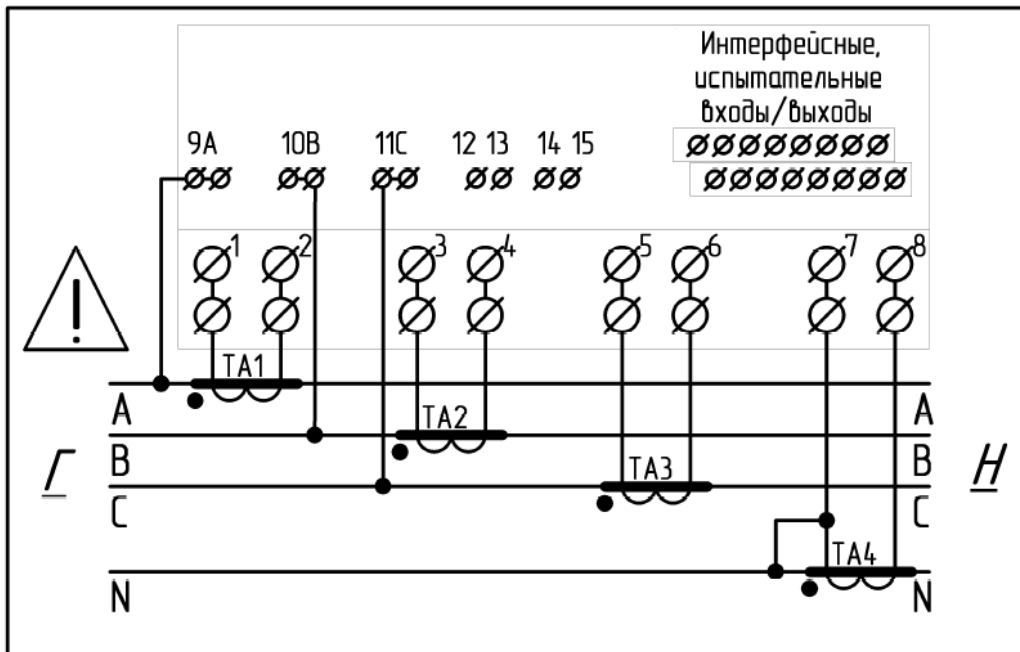 Интерфейсные,
испытательные
входы/выходы
9A 10B 11C 12 13 14 15
1 2 3 4 5 6 7 8
!
TA1
A A
TA2
Г B B Н
TA3
C C
TA4
N N